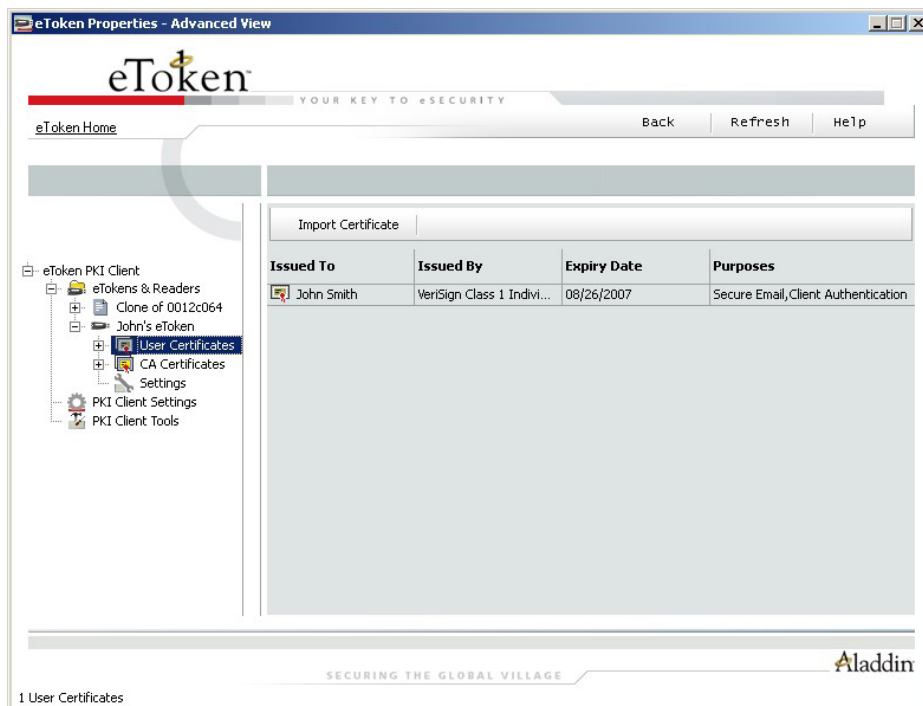 eToken Properties - Advanced View
eToken
YOUR KEY TO eSECURITY
eToken Home
Back
Refresh
Help
Import Certificate
Issued To Issued By Expiry Date Purposes
John Smith VeriSign Class 1 Indivi... 08/26/2007 Secure Email,Client Authentication
eToken PKI Client
eTokens & Readers
Clone of 0012c064
John's eToken
User Certificates
CA Certificates
Settings
PKI Client Settings
PKI Client Tools
Aladdin
SECURING THE GLOBAL VILLAGE
1 User Certificates